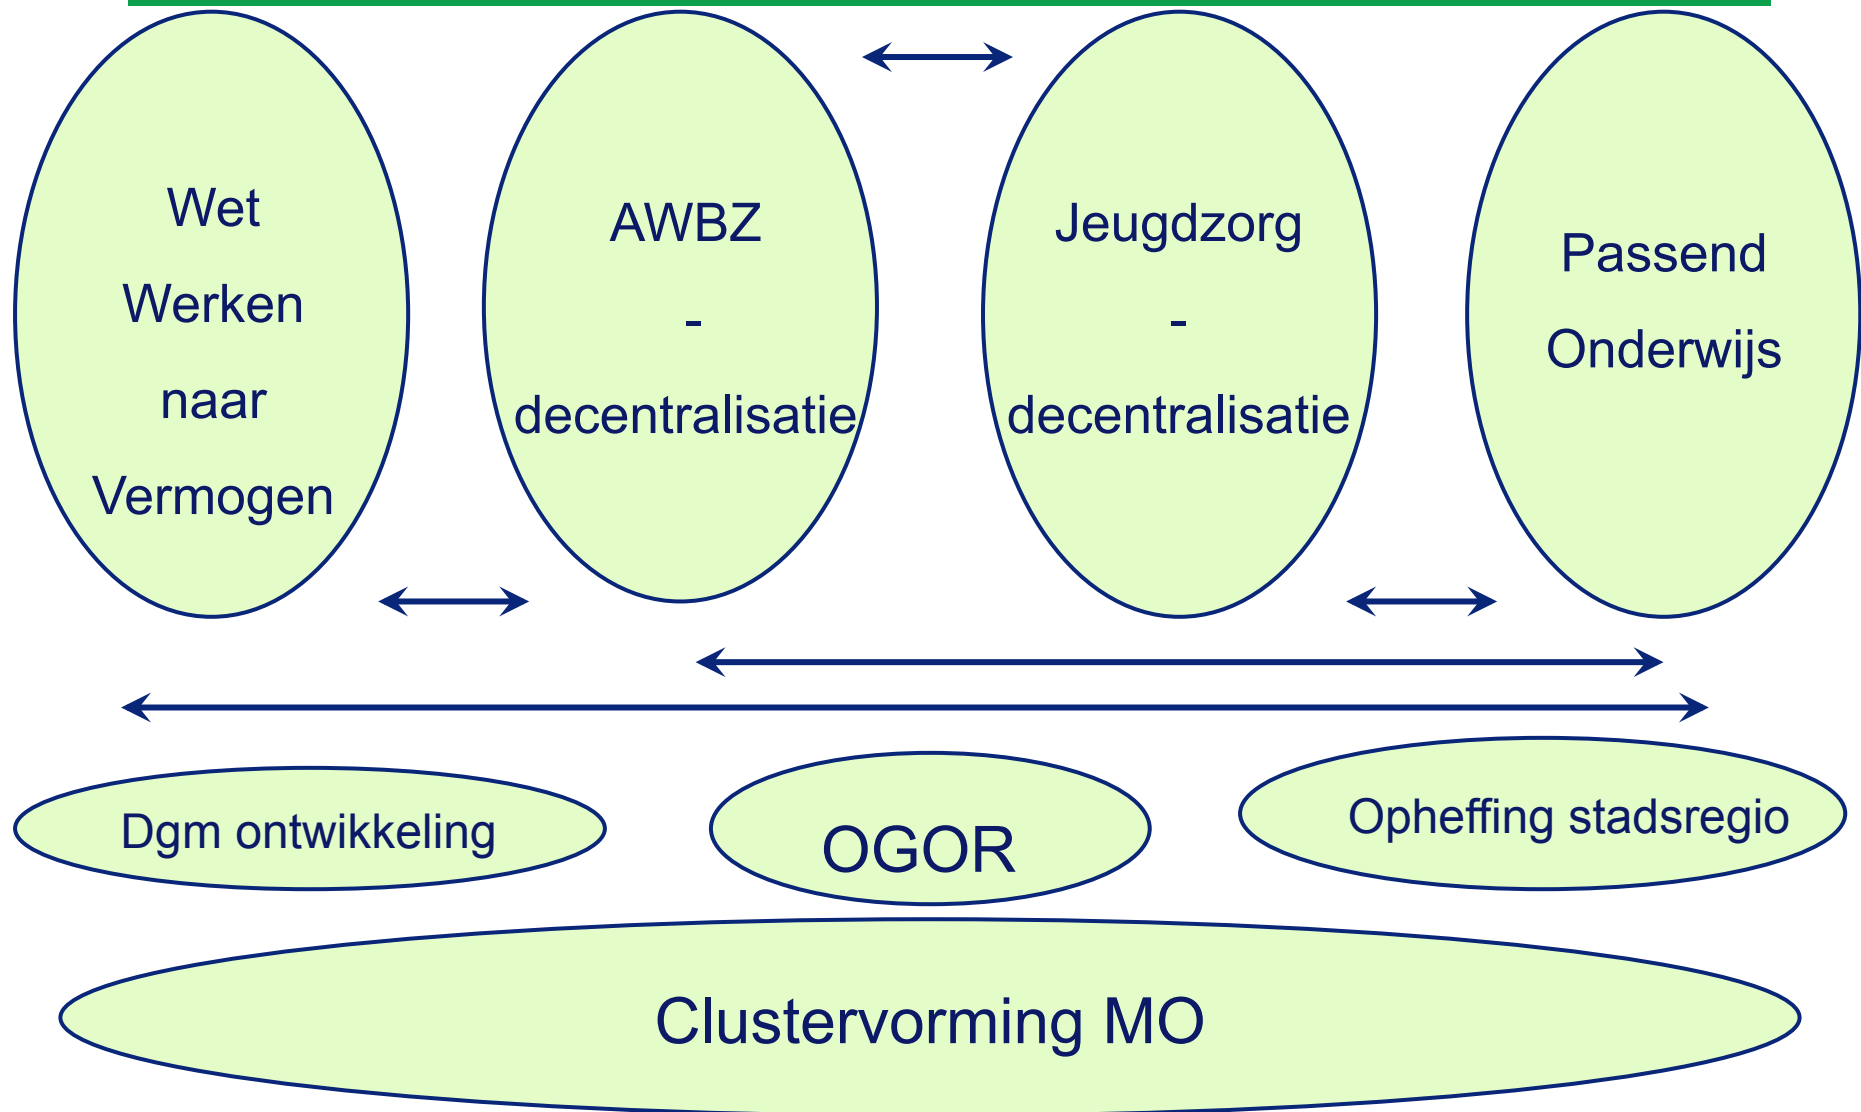 Wet
Werken
naar
Vermogen
AWBZ
-
decentralisatie
Jeugdzorg
-
decentralisatie
Passend
Onderwijs
Dgm ontwikkeling
OGOR
Opheffing stadsregio
Clustervorming MO